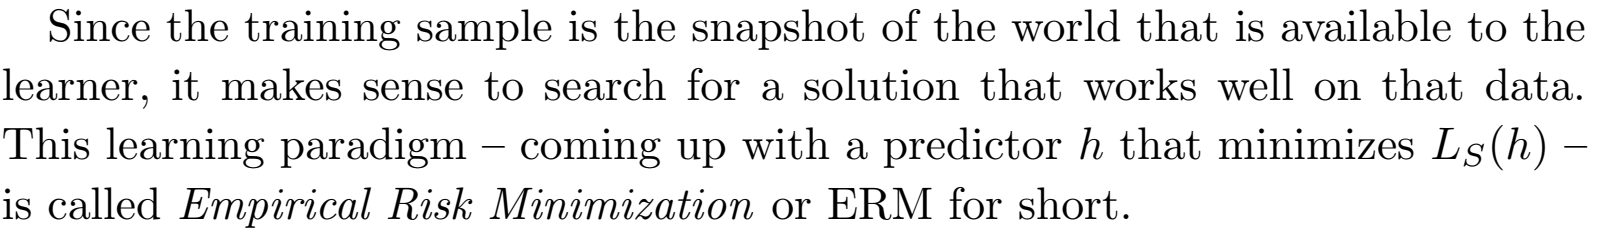 Since the training sample is the snapshot of the world that is available to the
learner, it makes sense to search for a solution that works well on that data.
This learning paradigm – coming up with a predictor h that minimizes L_S(h) –
is called Empirical Risk Minimization or ERM for short.